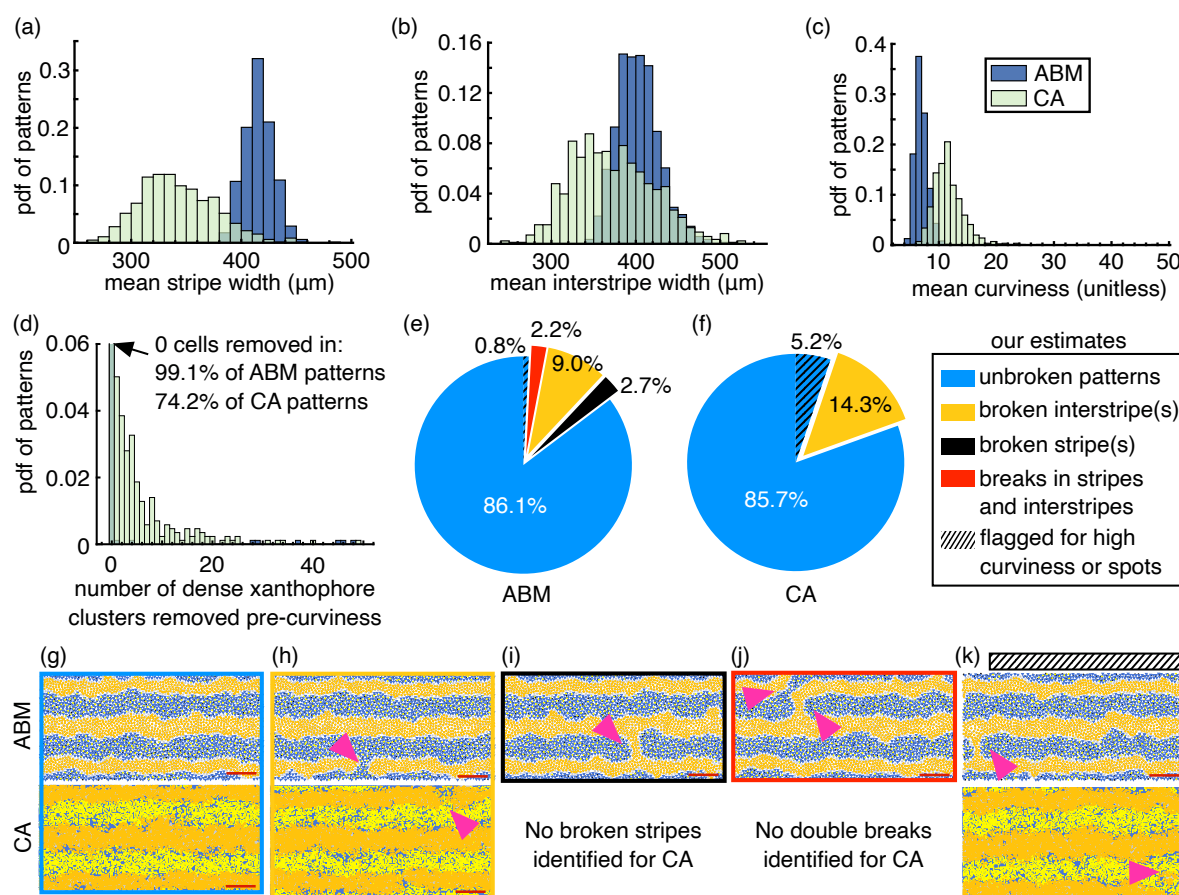 (a)
pdf of patterns
0.3
0.2
0.1
0
300
400
500
mean stripe width (μm)
(b)
pdf of patterns
0.16
0.12
0.08
0.04
0
300
400
500
mean interstripe width (μm)
(c)
pdf of patterns
0.4
0.3
0.2
0.1
0
10
20
30
40
50
mean curviness (unitless)
ABM
CA
(d)
pdf of patterns
0.06
0.04
0.02
0
0
20
40
number of dense xanthophore
clusters removed pre-curviness
0 cells removed in:
99.1% of ABM patterns
74.2% of CA patterns
(e)
0.8%
2.2%
9.0%
2.7%
86.1%
ABM
(f)
5.2%
14.3%
85.7%
CA
our estimates
unbroken patterns
broken interstripe(s)
broken stripe(s)
breaks in stripes
and interstripes
flagged for high
curviness or spots
(g)
(h)
(i)
(j)
(k)
ABM
CA
No broken stripes
identified for CA
No double breaks
identified for CA